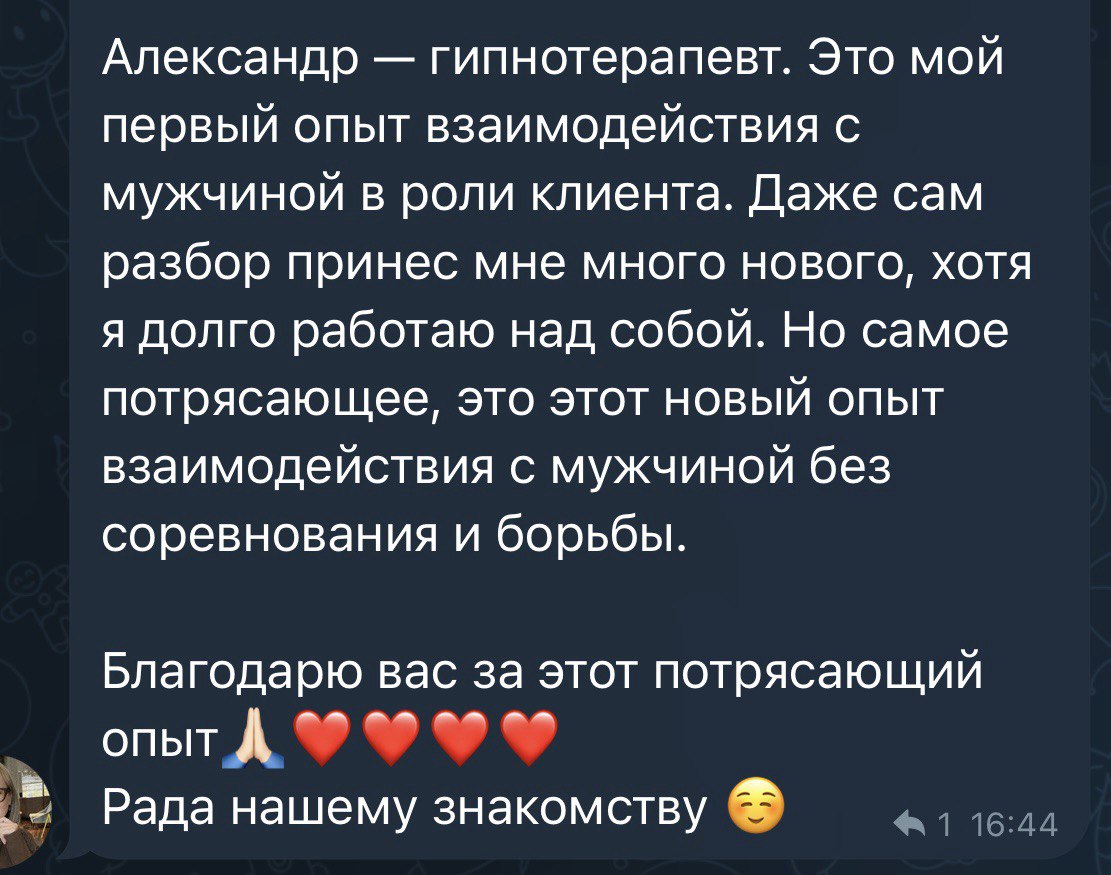 Александр — гипнотерапевт. Это мой
первый опыт взаимодействия с
мужчиной в роли клиента. Даже сам
разбор принес мне много нового, хотя
я долго работаю над собой. Но самое
потрясающее, это этот новый опыт
взаимодействия с мужчиной без
соревнования и борьбы.
Благодарю вас за этот потрясающий
опыт🙏🏻❤️❤️❤️❤️
Рада нашему знакомству ☺️
1 16:44